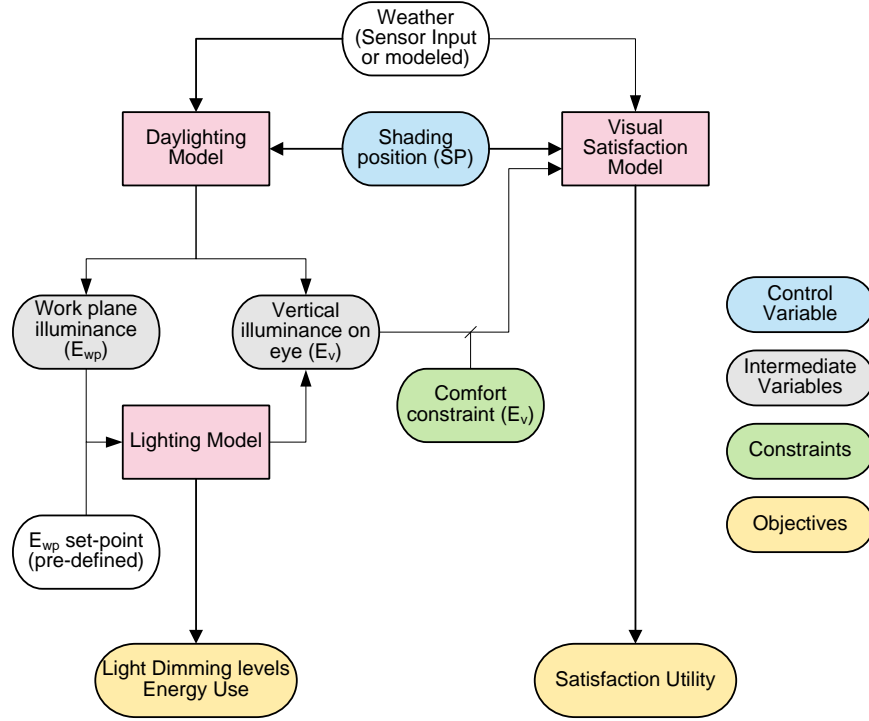 Weather
(Sensor Input
or modeled)
Daylighting
Model
Shading
position (SP)
Visual
Satisfaction
Model
Work plane
illuminance
(Ewp)
Vertical
illuminance on
eye (Ev)
Comfort
constraint (Ev)
Lighting Model
Ewp set-point
(pre-defined)
Light Dimming levels
Energy Use
Satisfaction Utility
Control
Variable
Intermediate
Variables
Constraints
Objectives